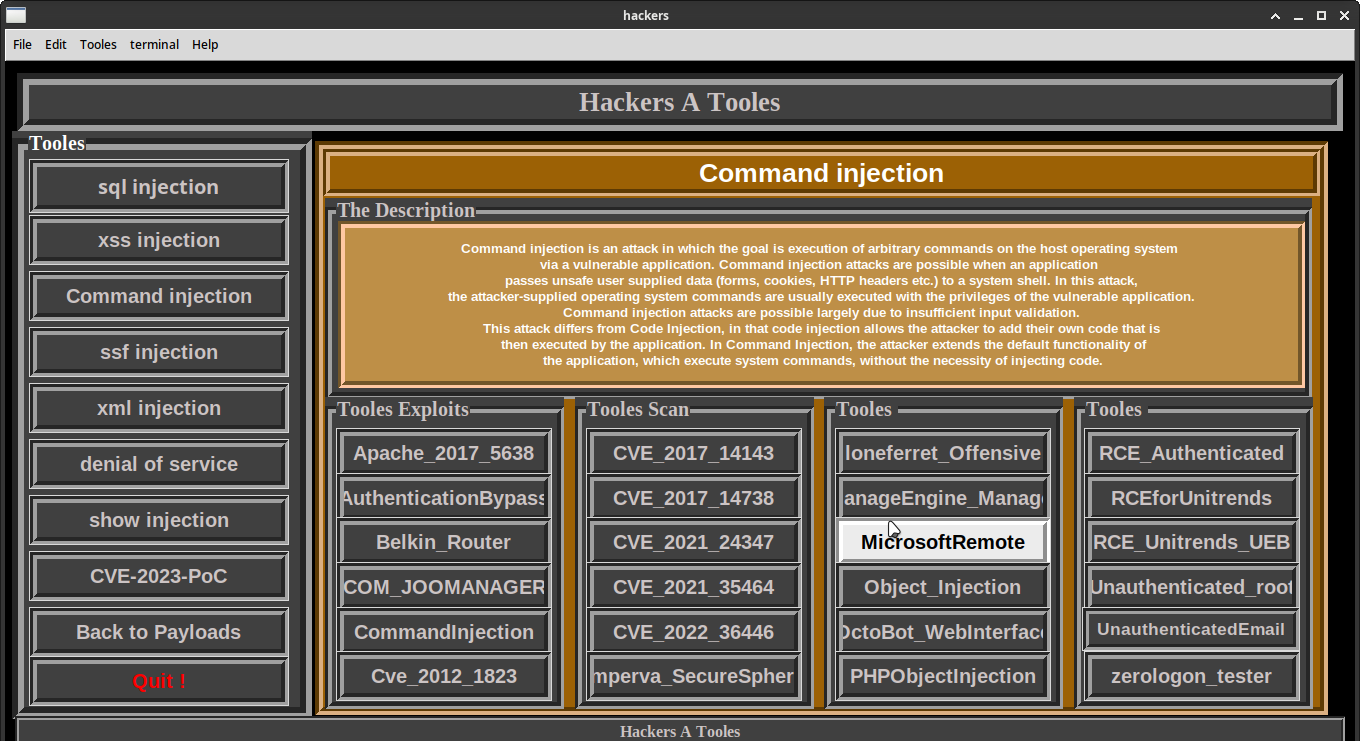 hackers
File Edit Tooles terminal Help
Hackers A Tooles
Tooles
sql injection
xss injection
Command injection
ssf injection
xml injection
denial of service
show injection
CVE-2023-PoC
Back to Payloads
Quit !
Command injection
The Description
Command injection is an attack in which the goal is execution of arbitrary commands on the host operating system
via a vulnerable application. Command injection attacks are possible when an application
passes unsafe user supplied data (forms, cookies, HTTP headers etc.) to a system shell. In this attack,
the attacker-supplied operating system commands are usually executed with the privileges of the vulnerable application.
Command injection attacks are possible largely due to insufficient input validation.
This attack differs from Code Injection, in that code injection allows the attacker to add their own code that is
then executed by the application. In Command Injection, the attacker extends the default functionality of
the application, which execute system commands, without the necessity of injecting code.
Tooles Exploits
Apache_2017_5638
AuthenticationBypass
Belkin_Router
COM_JOOMANAGER
CommandInjection
Cve_2012_1823
Tooles Scan
CVE_2017_14143
CVE_2017_14738
CVE_2021_24347
CVE_2021_35464
CVE_2022_36446
mperva_SecureSpher
Tooles
loneferret_Offensive
anageEngine_Manag
MicrosoftRemote
Object_Injection
OctoBot_WebInterface
PHPObjectInjection
Tooles
RCE_Authenticated
RCEforUnitrends
RCE_Unitrends_UEB
Unauthenticated_root
UnauthenticatedEmail
zerologon_tester
Hackers A Tooles